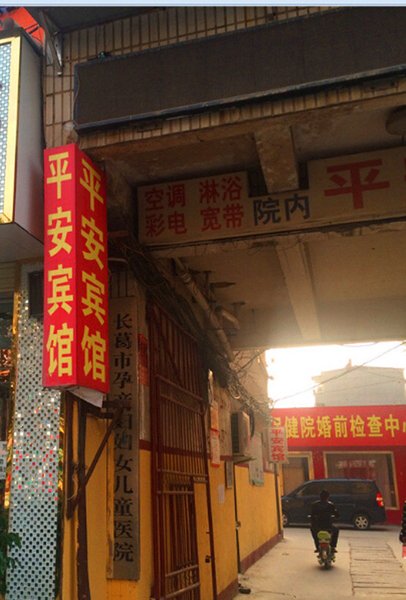 平安宾馆
平安宾馆
空调 淋浴
彩电 宽带
院内
平
长葛市孕产妇妇女儿童医院
平安宾馆
健院婚前检查中